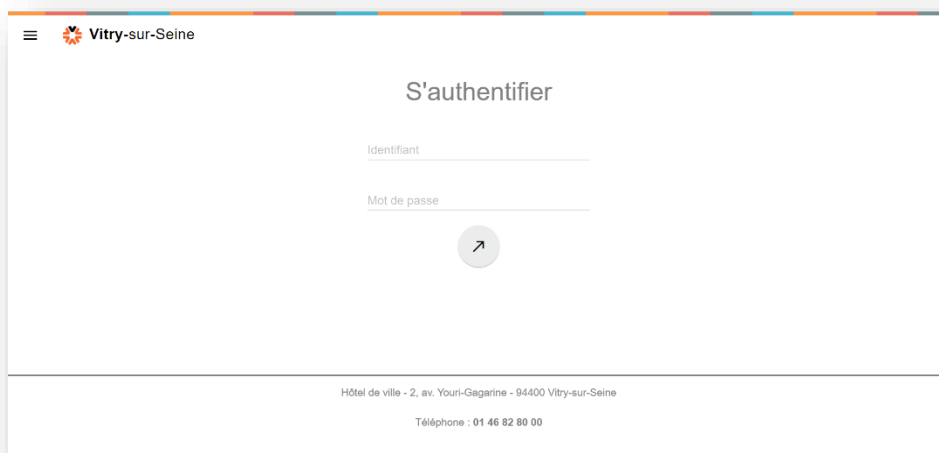 Vitry-sur-Seine
S'authentifier
Identifiant
Mot de passe
Hôtel de ville - 2, av. Youri-Gagarine - 94400 Vitry-sur-Seine
Téléphone : 01 46 82 80 00